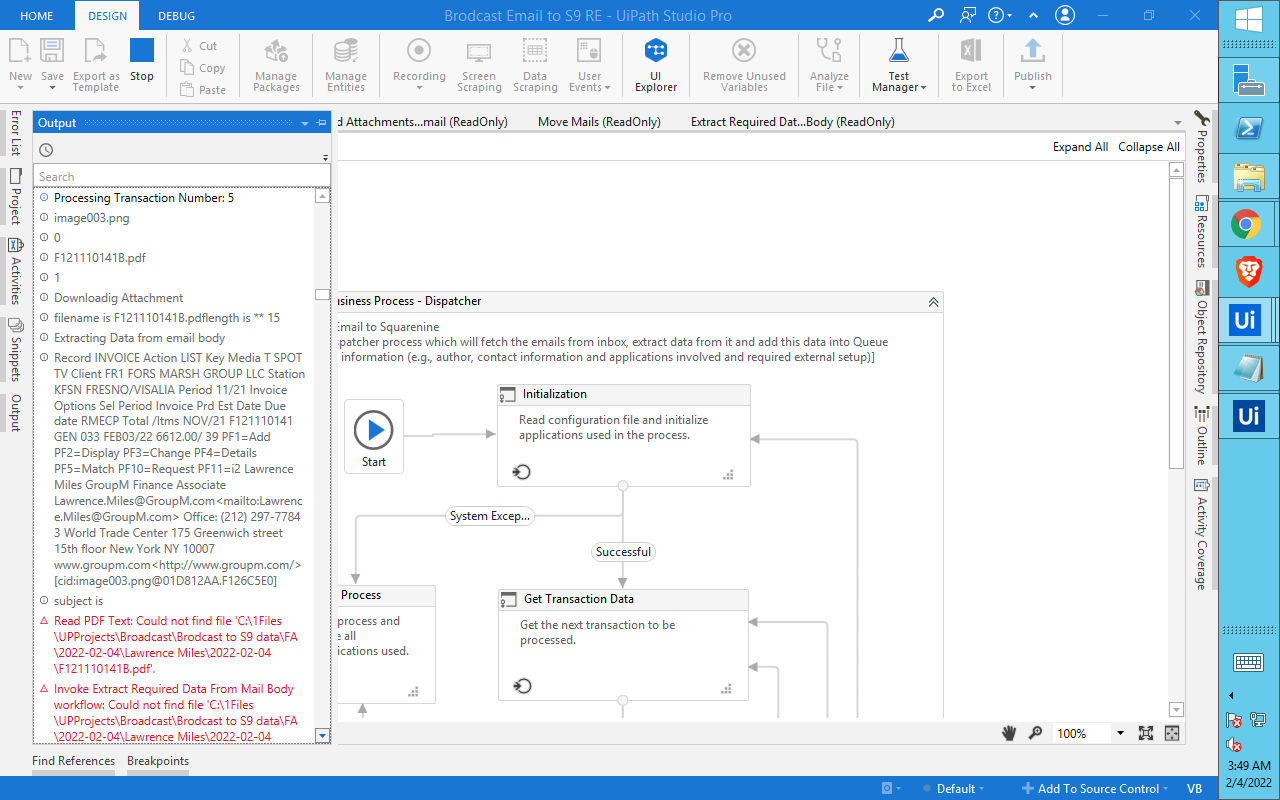 HOME DESIGN DEBUG Brodcast Email to S9 RE - UiPath Studio Pro
New Save Export as Template Stop
Cut
Copy
Paste
Manage Packages
Manage Entities
Recording
Screen Scraping
Data Scraping
User Events
UI Explorer
Remove Unused Variables
Analyze File
Test Manager
Export to Excel
Publish
Error List
Project
Activities
Snippets
Output
Output
Search
Processing Transaction Number: 5
image003.png
0
F121110141B.pdf
1
Downloadig Attachment
filename is F121110141B.pdflength is ** 15
Extracting Data from email body
Record INVOICE Action LIST Key Media T SPOT
TV Client FR1 FORS MARSH GROUP LLC Station
KFSN FRESNO/VISALIA Period 11/21 Invoice
Options Sel Period Invoice Prd Est Date Due
date RMECP Total /Itms NOV/21 F121110141
GEN 033 FEB03/22 6612.00/ 39 PF1=Add
PF2=Display PF3=Change PF4=Details
PF5=Match PF10=Request PF11=i2 Lawrence
Miles GroupM Finance Associate
Lawrence.Miles@GroupM.com<mailto:Lawrenc
e.Miles@GroupM.com> Office: (212) 297-7784
3 World Trade Center 175 Greenwich street
15th floor New York NY 10007
www.groupm.com<http://www.groupm.com/>
[cid:image003.png@01D812AA.F126C5E0]
subject is
Read PDF Text: Could not find file 'C:\1Files
\UPProjects\Broadcast\Brodcast to S9 data\FA
\2022-02-04\Lawrence Miles\2022-02-04
\F121110141B.pdf'.
Invoke Extract Required Data From Mail Body
workflow: Could not find file 'C:\1Files
\UPProjects\Broadcast\Brodcast to S9 data\FA
\2022-02-04\Lawrence Miles\2022-02-04
Find References Breakpoints
d Attachments...mail (ReadOnly) Move Mails (ReadOnly) Extract Required Dat...Body (ReadOnly)
Expand All Collapse All
usiness Process - Dispatcher
Email to Squarenine
spatcher process which will fetch the emails from inbox, extract data from it and add this data into Queue
information (e.g., author, contact information and applications involved and required external setup)]
Start
Initialization
Read configuration file and initialize
applications used in the process.
System Excep...
Successful
Process
process and
e all
ications used.
Get Transaction Data
Get the next transaction to be
processed.
100%
Properties
Resources
Object Repository
Outline
Activity Coverage
Default Add To Source Control VB
Ui
Ui
3:49 AM
2/4/2022